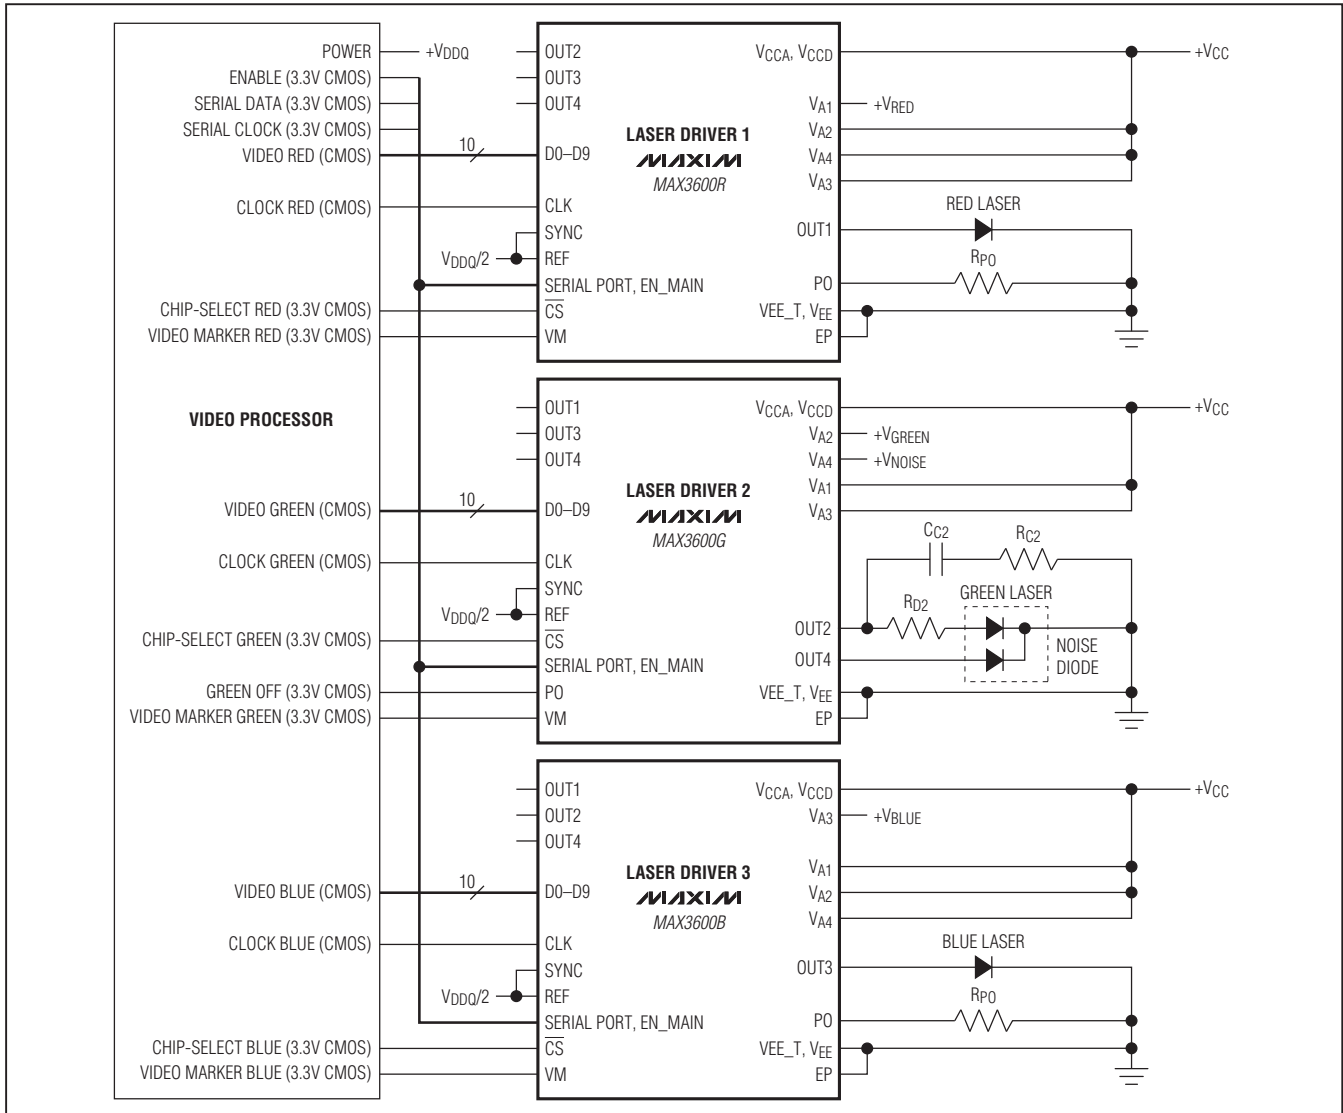 POWER
+VDDQ
ENABLE (3.3V CMOS)
SERIAL DATA (3.3V CMOS)
SERIAL CLOCK (3.3V CMOS)
VIDEO RED (CMOS)
10
CLOCK RED (CMOS)
VDDQ/2
CHIP-SELECT RED (3.3V CMOS)
VIDEO MARKER RED (3.3V CMOS)
OUT2
OUT3
OUT4
D0–D9
CLK
SYNC
REF
SERIAL PORT, EN_MAIN
CS
VM
LASER DRIVER 1
MAXIM
MAX3600R
VCCA, VCCD
+VCC
VA1
+VRED
VA2
VA4
VA3
RED LASER
OUT1
RPO
PO
VEE_T, VEE
EP
VIDEO PROCESSOR
VIDEO GREEN (CMOS)
10
CLOCK GREEN (CMOS)
VDDQ/2
CHIP-SELECT GREEN (3.3V CMOS)
GREEN OFF (3.3V CMOS)
VIDEO MARKER GREEN (3.3V CMOS)
OUT1
OUT3
OUT4
D0–D9
CLK
SYNC
REF
CS
SERIAL PORT, EN_MAIN
PO
VM
LASER DRIVER 2
MAXIM
MAX3600G
VCCA, VCCD
+VCC
VA2
+VGREEN
VA4
+VNOISE
VA1
VA3
CC2
RC2
GREEN LASER
RD2
OUT2
OUT4
NOISE
DIODE
VEE_T, VEE
EP
VIDEO BLUE (CMOS)
10
CLOCK BLUE (CMOS)
VDDQ/2
CHIP-SELECT BLUE (3.3V CMOS)
VIDEO MARKER BLUE (3.3V CMOS)
OUT1
OUT2
OUT4
D0–D9
CLK
SYNC
REF
SERIAL PORT, EN_MAIN
CS
VM
LASER DRIVER 3
MAXIM
MAX3600B
VCCA, VCCD
+VCC
VA3
+VBLUE
VA1
VA2
VA4
BLUE LASER
OUT3
RPO
PO
VEE_T, VEE
EP